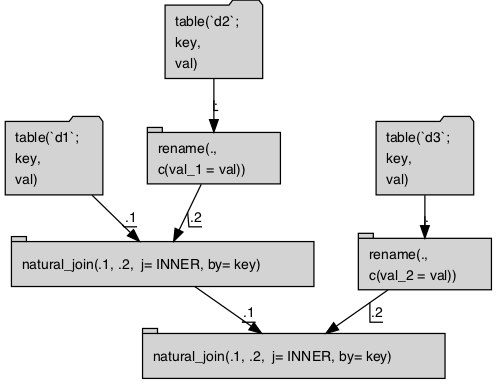 table(`d2`;
key,
val)
table(`d1`;
key,
val)
.
rename(.,
c(val_1 = val))
table(`d3`;
key,
val)
.1
.2
.
natural_join(.1, .2,  j= INNER, by= key)
rename(.,
c(val_2 = val))
.1
.2
natural_join(.1, .2,  j= INNER, by= key)